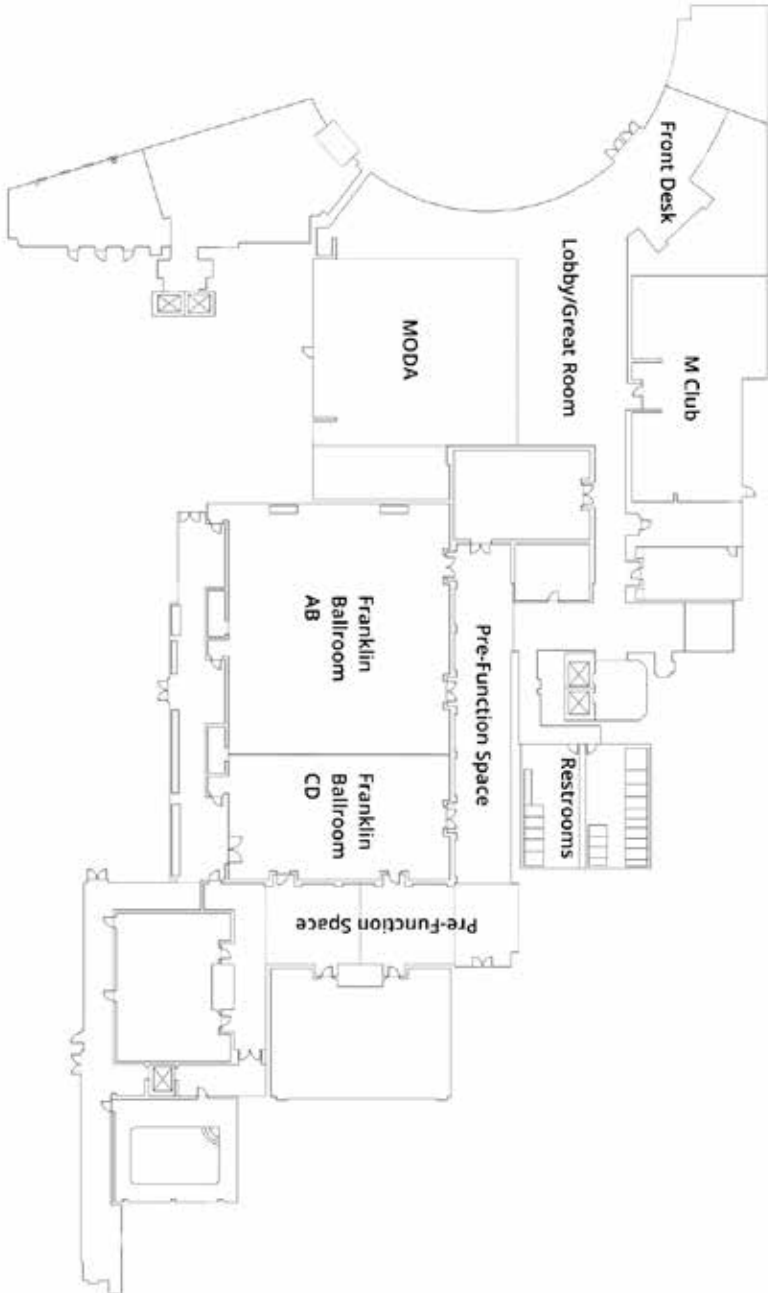 Front Desk
Lobby/Great Room
M Club
MODA
Franklin
Ballroom
AB
Pre-Function Space
Franklin
Ballroom
CD
Restrooms
Pre-Function Space